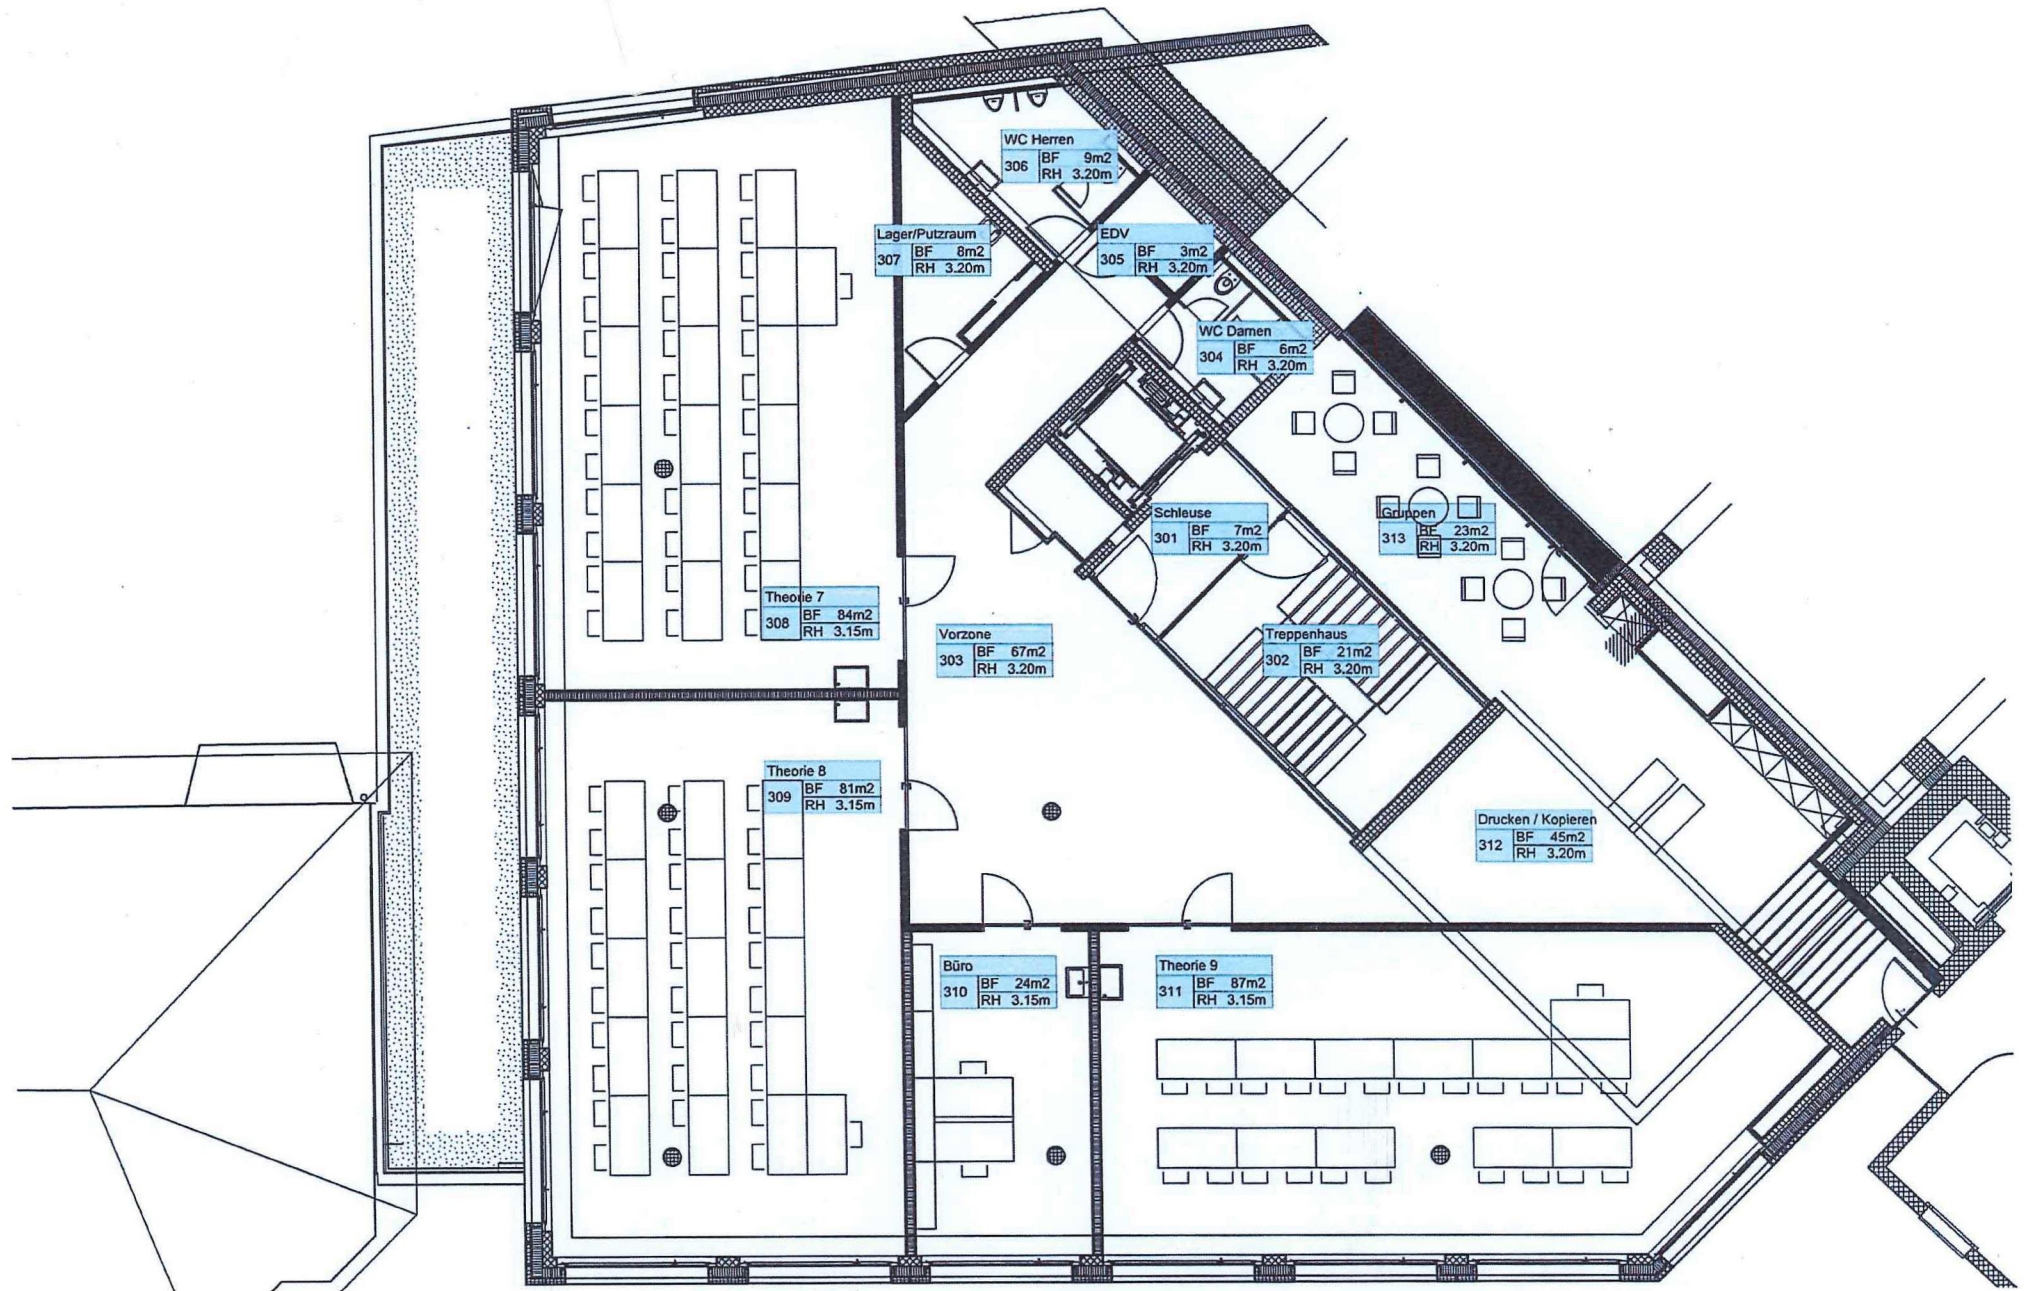 WC Herren
306 BF 9m2
RH 3.20m
Lager/Putzraum
307 BF 8m2
RH 3.20m
EDV
305 BF 3m2
RH 3.20m
WC Damen
304 BF 6m2
RH 3.20m
Schleuse
301 BF 7m2
RH 3.20m
Gruppen
313 BF 23m2
RH 3.20m
Theorie 7
308 BF 84m2
RH 3.15m
Vorzone
303 BF 67m2
RH 3.20m
Treppenhaus
302 BF 21m2
RH 3.20m
Theorie 8
309 BF 81m2
RH 3.15m
Drucken / Kopieren
312 BF 45m2
RH 3.20m
Büro
310 BF 24m2
RH 3.15m
Theorie 9
311 BF 87m2
RH 3.15m